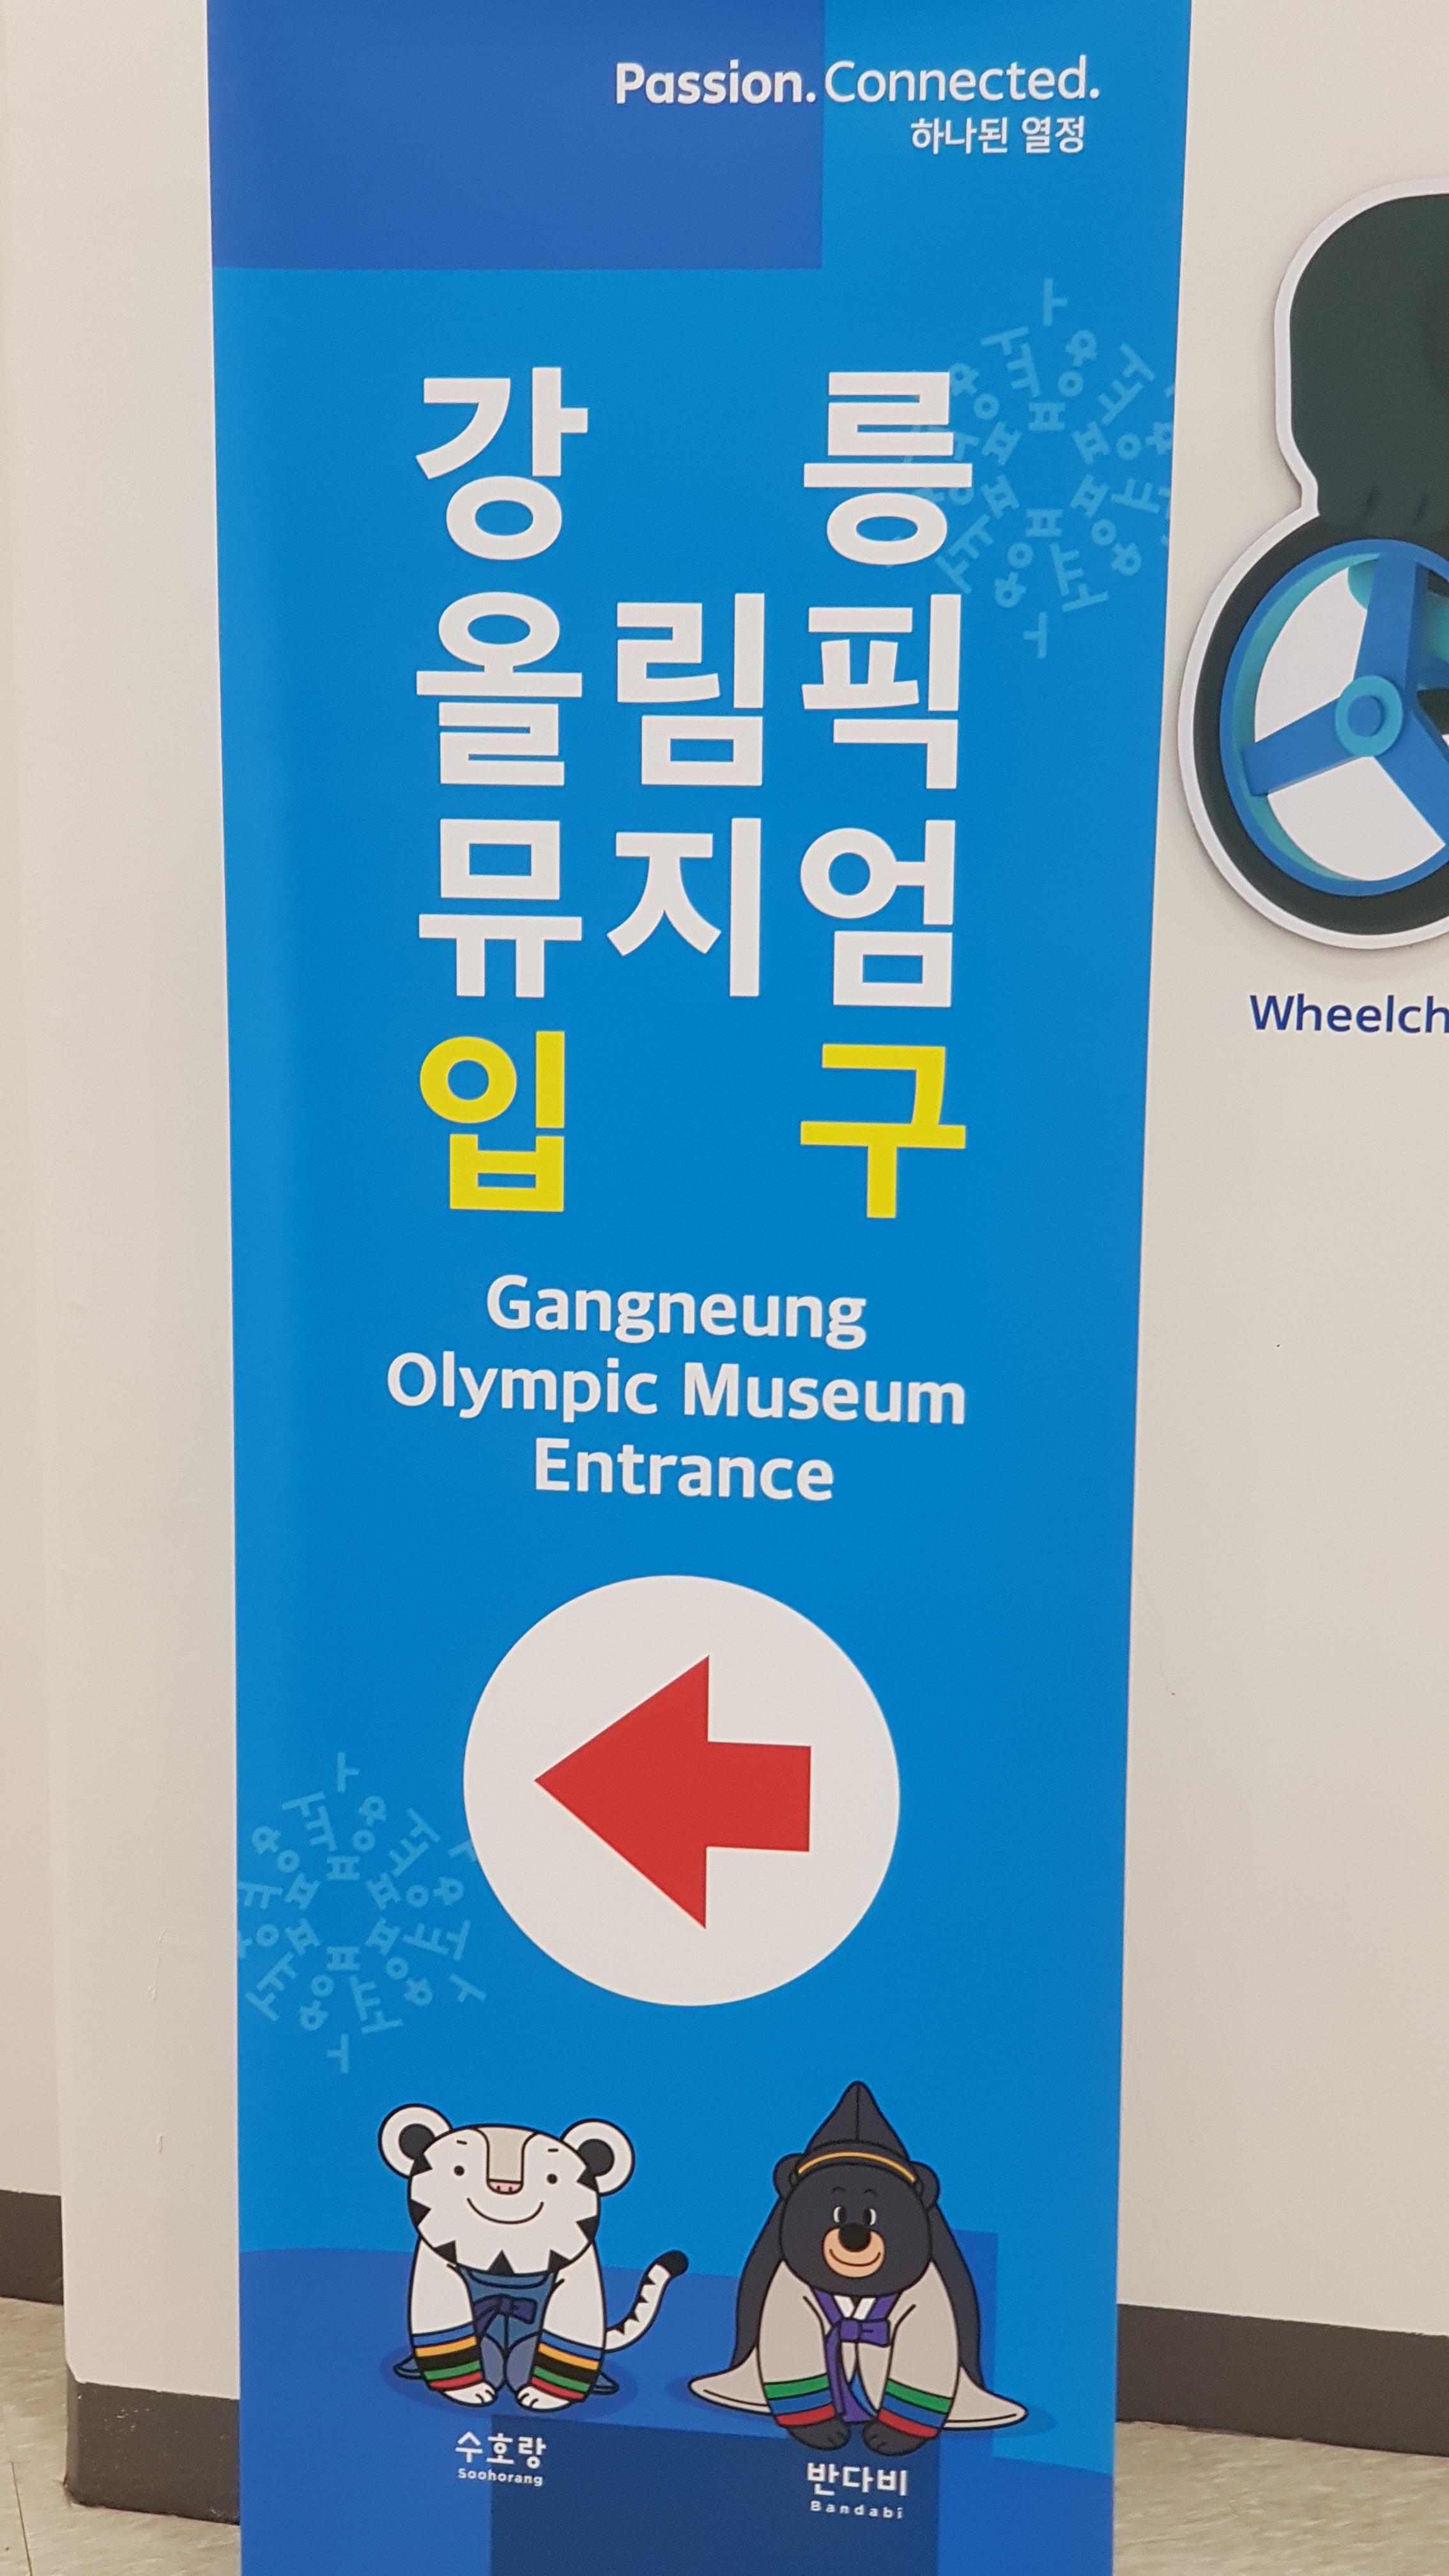 Passion. Connected.
하나된 열정
강 릉
올림픽
뮤지엄
입 구
Gangneung
Olympic Museum
Entrance
Wheelch
수호랑
Soohorang
반다비
Bandabi